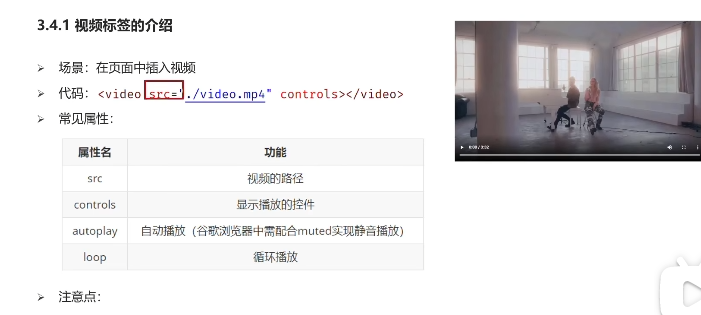 3.4.1 视频标签的介绍
场景：在页面中插入视频
代码：<video src="./video.mp4" controls></video>
常见属性：
属性名 功能
src 视频的路径
controls 显示播放的控件
autoplay 自动播放（谷歌浏览器中需配合muted实现静音播放）
loop 循环播放
注意点：